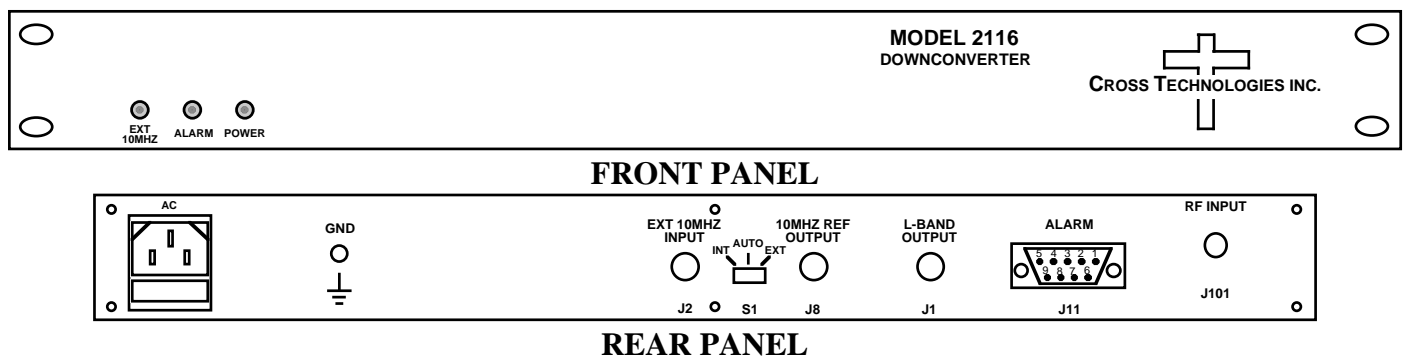 MODEL 2116
DOWNCONVERTER
CROSS TECHNOLOGIES INC.
EXT
10MHZ
ALARM
POWER
FRONT PANEL
AC
GND
EXT 10MHZ
INPUT
J2
INT
AUTO
EXT
S1
10MHZ REF
OUTPUT
J8
L-BAND
OUTPUT
J1
ALARM
5 4 3 2 1
9 8 7 6
J11
RF INPUT
J101
REAR PANEL